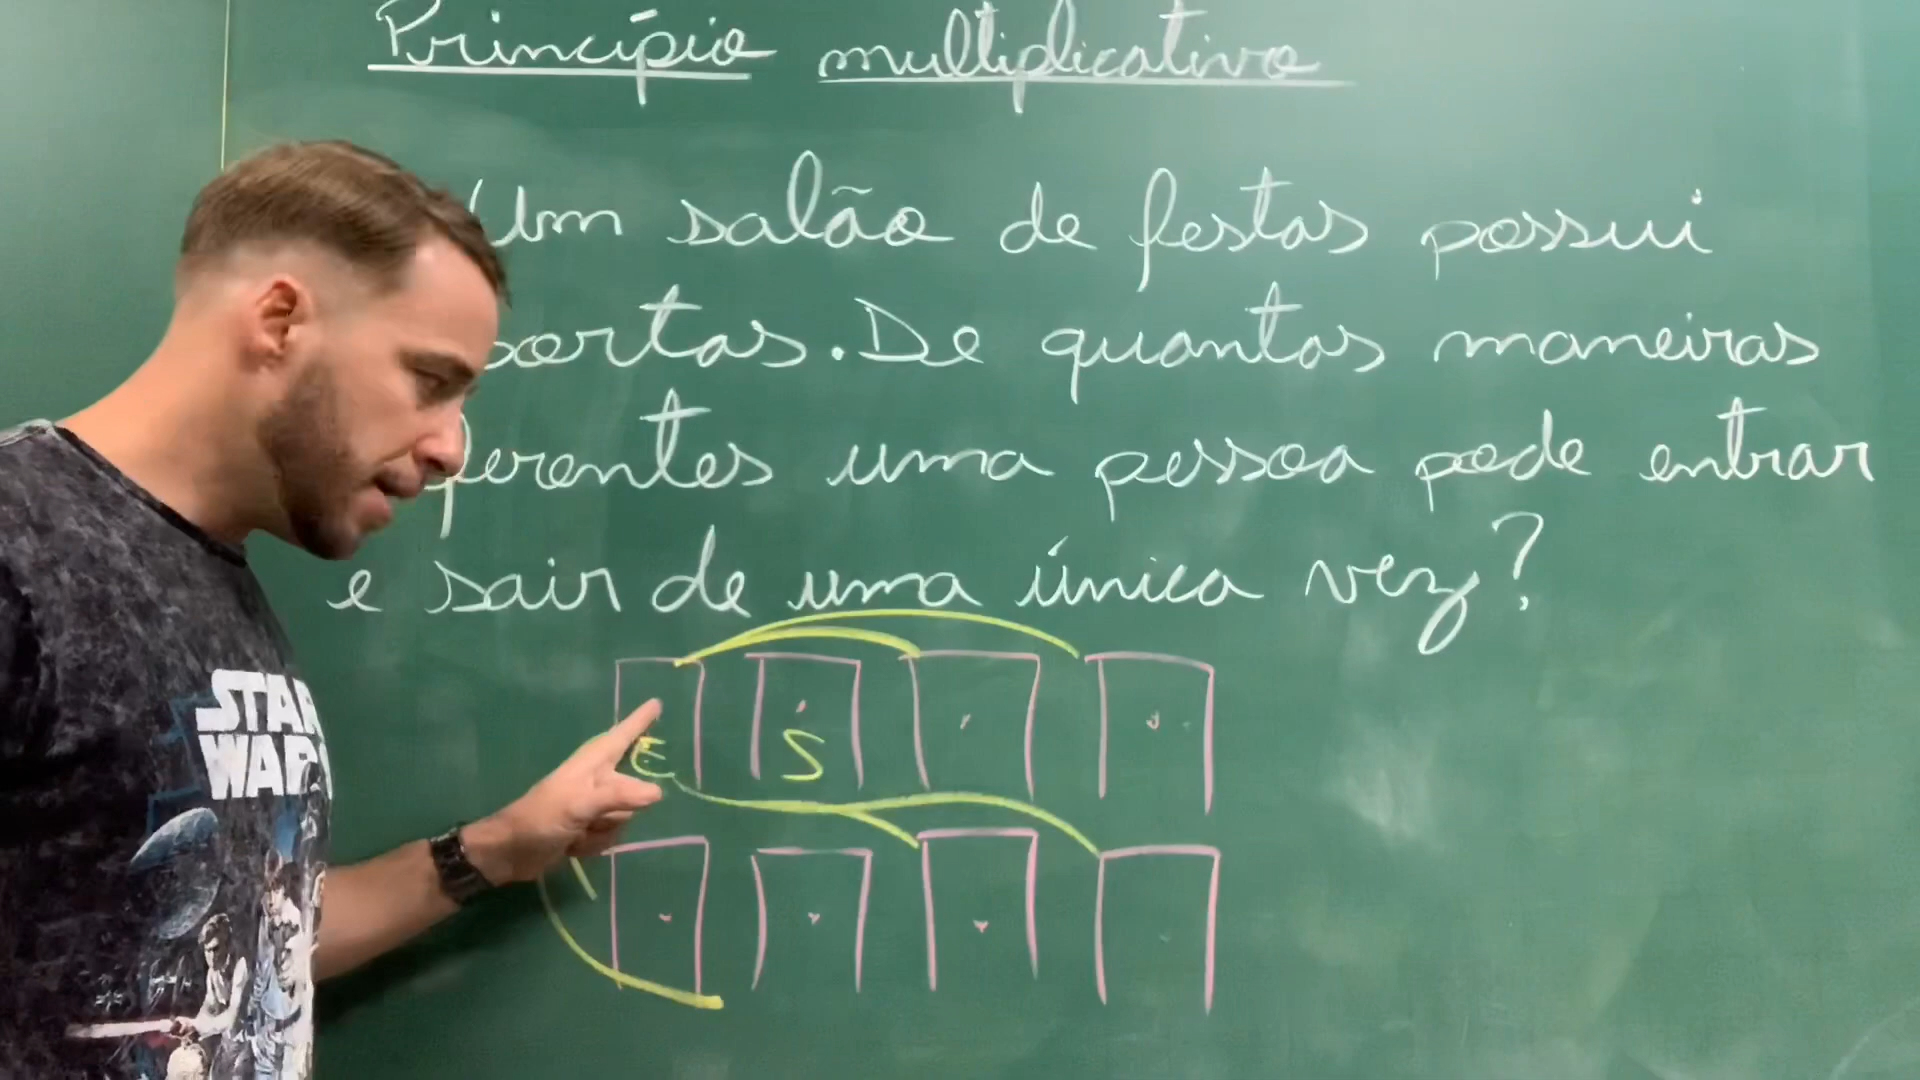 Princípio multiplicativo
Um salão de festas possui
portas. De quantas maneiras
ferentes uma pessoa pode entrar
e sair de uma única vez?
E S
STAR
WARS